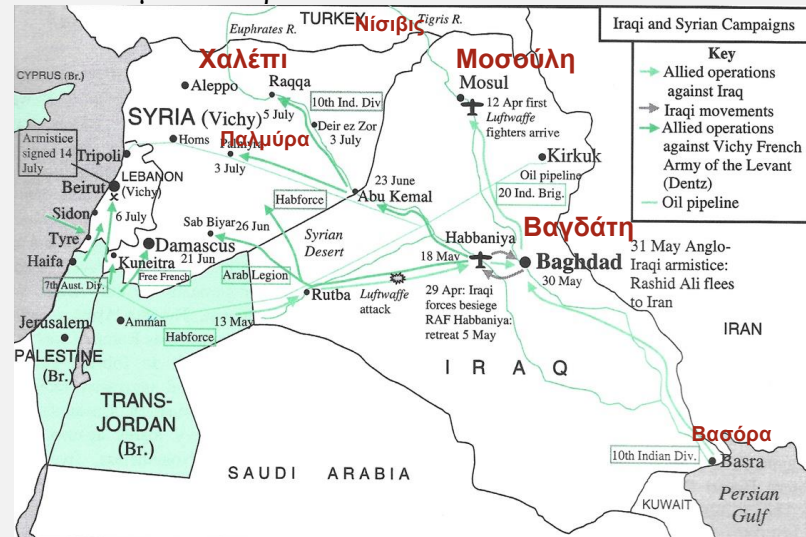 TURKEY
Νίσιβις
Tigris R.
Euphrates R.
Iraqi and Syrian Campaigns
Key
Allied operations
against Iraq
Iraqi movements
Allied operations
against Vichy French
Army of the Levant
(Dentz)
Oil pipeline
Χαλέπι
Μοσούλη
CYPRUS (Br.)
Aleppo
Raqqa
Mosul
10th Ind. Div
12 Apr first
Luftwaffe
fighters arrive
5 July
SYRIA (Vichy)
Deir ez Zor
3 July
Armistice
signed 14
July
Homs
Παλμύρα
Palmyra
3 July
Tripoli
Kirkuk
Oil pipeline
LEBANON
(Vichy)
Beirut
23 June
Abu Kemal
20 Ind. Brig.
Habforce
Sidon
6 July
Sab Biyar
26 Jun
Βαγδάτη
Tyre
Damascus
21 Jun
Syrian
Desert
Habbaniya
Baghdad
30 May
31 May Anglo-
Iraqi armistice:
Rashid Ali flees
to Iran
Haifa
Kuneitra
Free French
Arab Legion
18 May
7th Aust. Div.
Rutba
Luftwaffe
attack
29 Apr: Iraqi
forces besiege
RAF Habbaniya:
retreat 5 May
Jerusalem
Amman
13 May
Habforce
IRAN
PALESTINE
(Br.)
IRAQ
TRANS-
JORDAN
(Br.)
Βασόρα
10th Indian Div.
Basra
SAUDI ARABIA
KUWAIT
Persian
Gulf